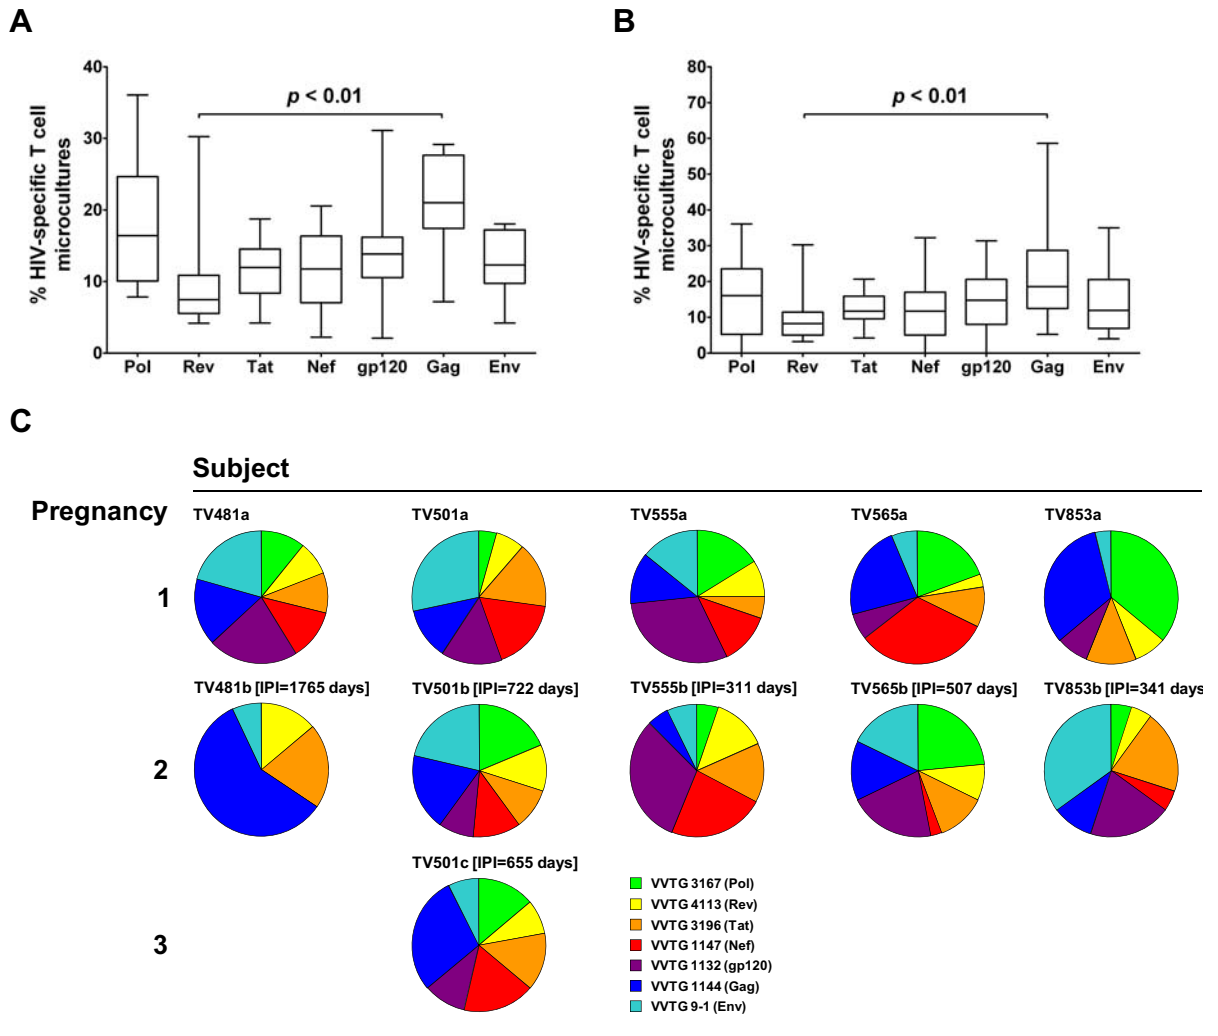 A
B
40
30
20
10
0
% HIV-specific T cell
microcultures
p < 0.01
Pol Rev Tat Nef gp120 Gag Env
80
70
60
50
40
30
20
10
0
% HIV-specific T cell
microcultures
p < 0.01
Pol Rev Tat Nef gp120 Gag Env
C
Subject
Pregnancy
TV481a TV501a TV555a TV565a TV853a
1
TV481b [IPI=1765 days] TV501b [IPI=722 days] TV555b [IPI=311 days] TV565b [IPI=507 days] TV853b [IPI=341 days
2
TV501c [IPI=655 days]
3
VVTG 3167 (Pol)
VVTG 4113 (Rev)
VVTG 3196 (Tat)
VVTG 1147 (Nef)
VVTG 1132 (gp120)
VVTG 1144 (Gag)
VVTG 9-1 (Env)